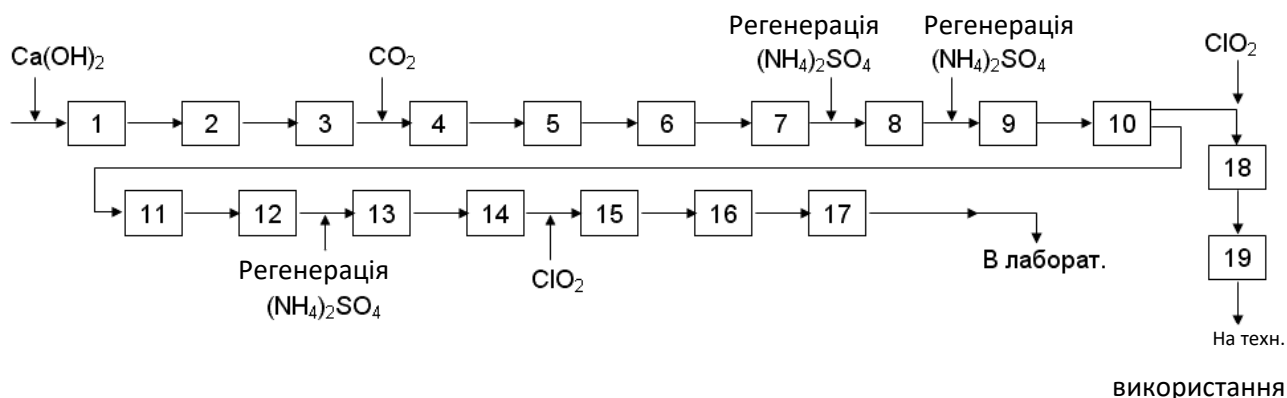 Ca(OH)2
CO2
Регенерація
(NH4)2SO4
Регенерація
(NH4)2SO4
ClO2
1
2
3
4
5
6
7
8
9
10
18
11
12
13
14
15
16
17
19
Регенерація
(NH4)2SO4
ClO2
В лаборат.
На техн.
використання